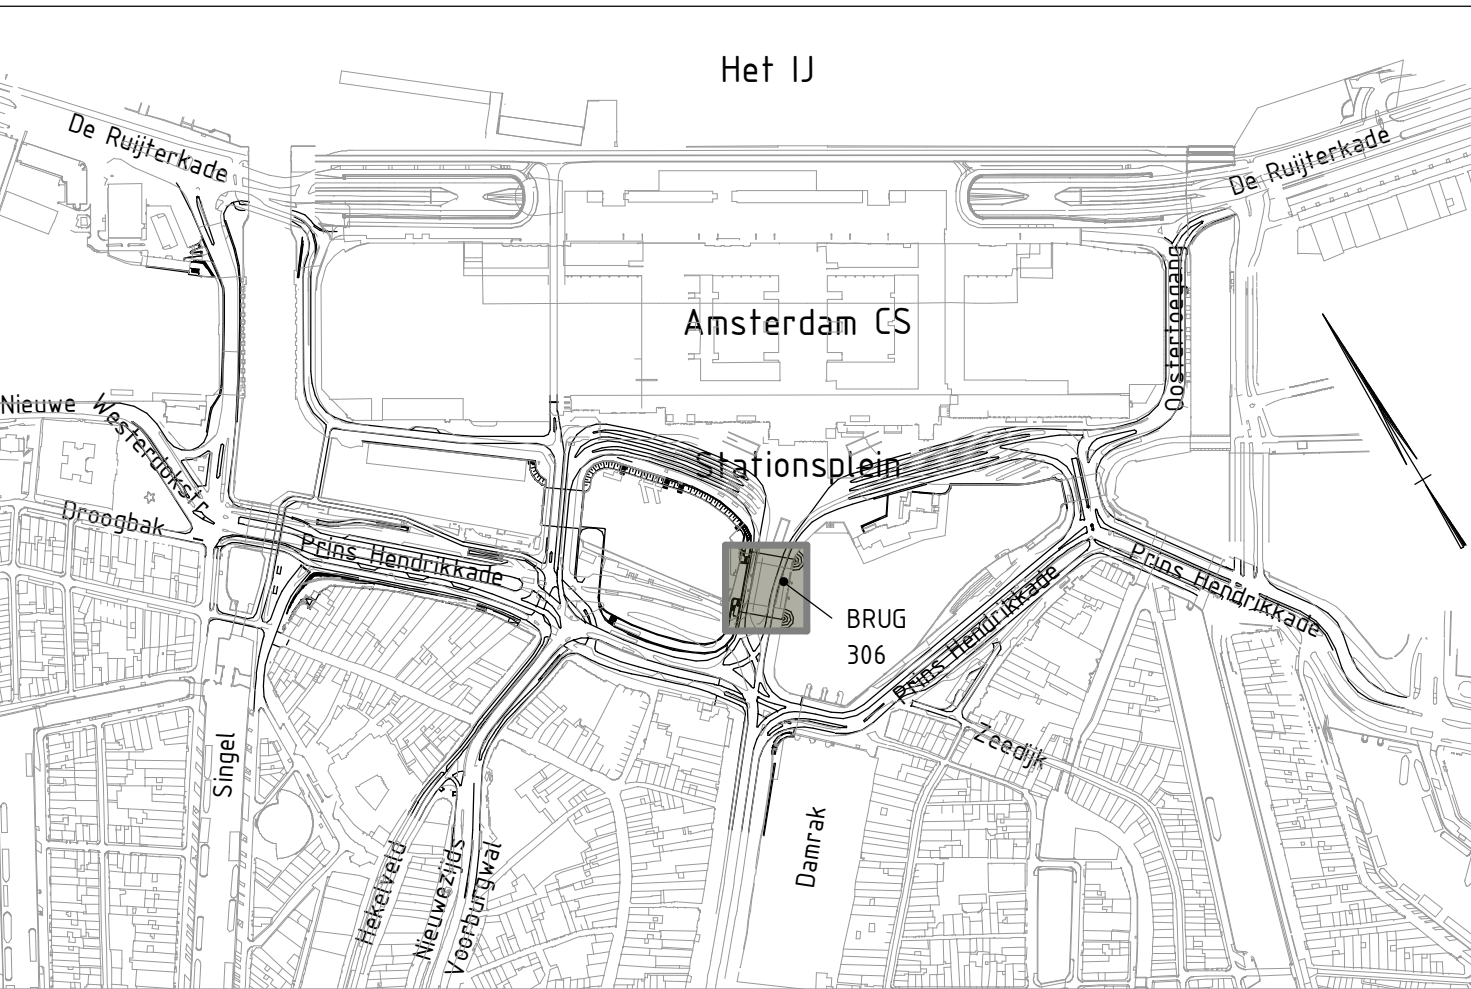 Het IJ
De Ruijterkade
De Ruijterkade
Amsterdam CS
Oostertoegang
Nieuwe
Westerdokstr.
Stationsplein
Droogbak
Prins Hendrikkade
Prins Hendrikkade
Prins Hendrikkade
BRUG
306
Singel
Zeedijk
Damrak
Hekelveld
Nieuwezijds
Voorburgwal